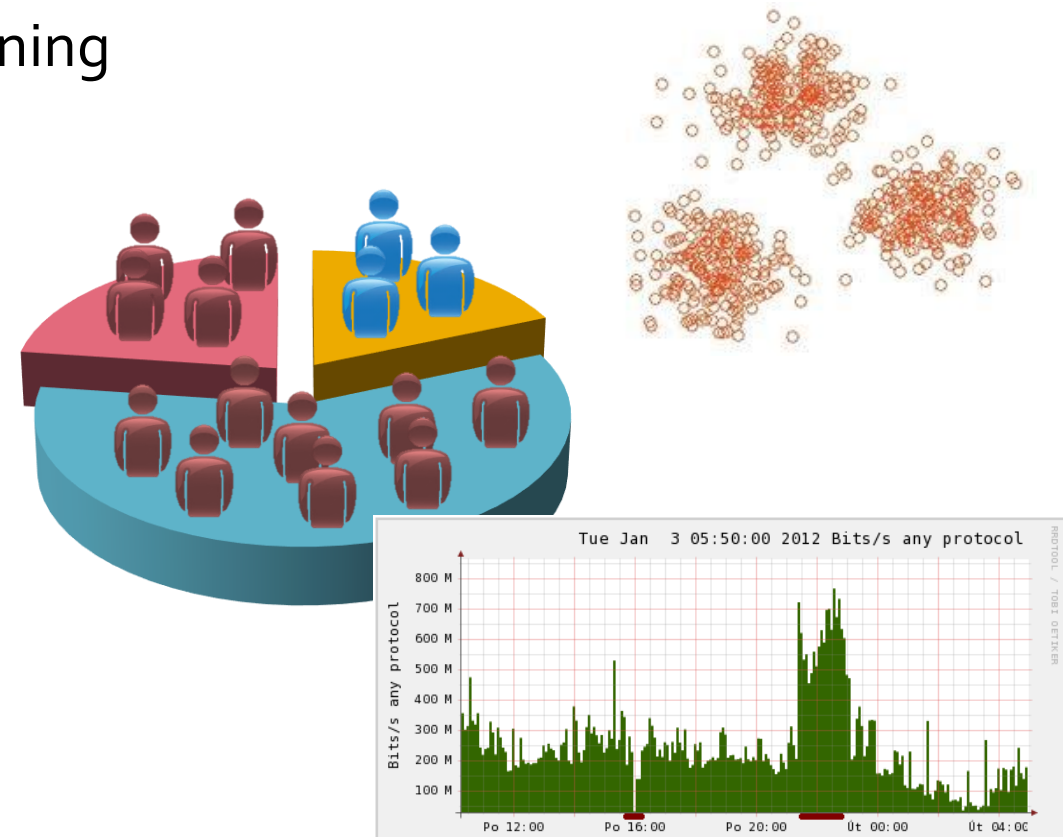 ning
Tue Jan  3 05:50:00 2012 Bits/s any protocol
RRDTOOL / TOBI OETIKER
Bits/s any protocol
800 M
700 M
600 M
500 M
400 M
300 M
200 M
100 M
Po 12:00 Po 16:00 Po 20:00 Út 00:00 Út 04:00